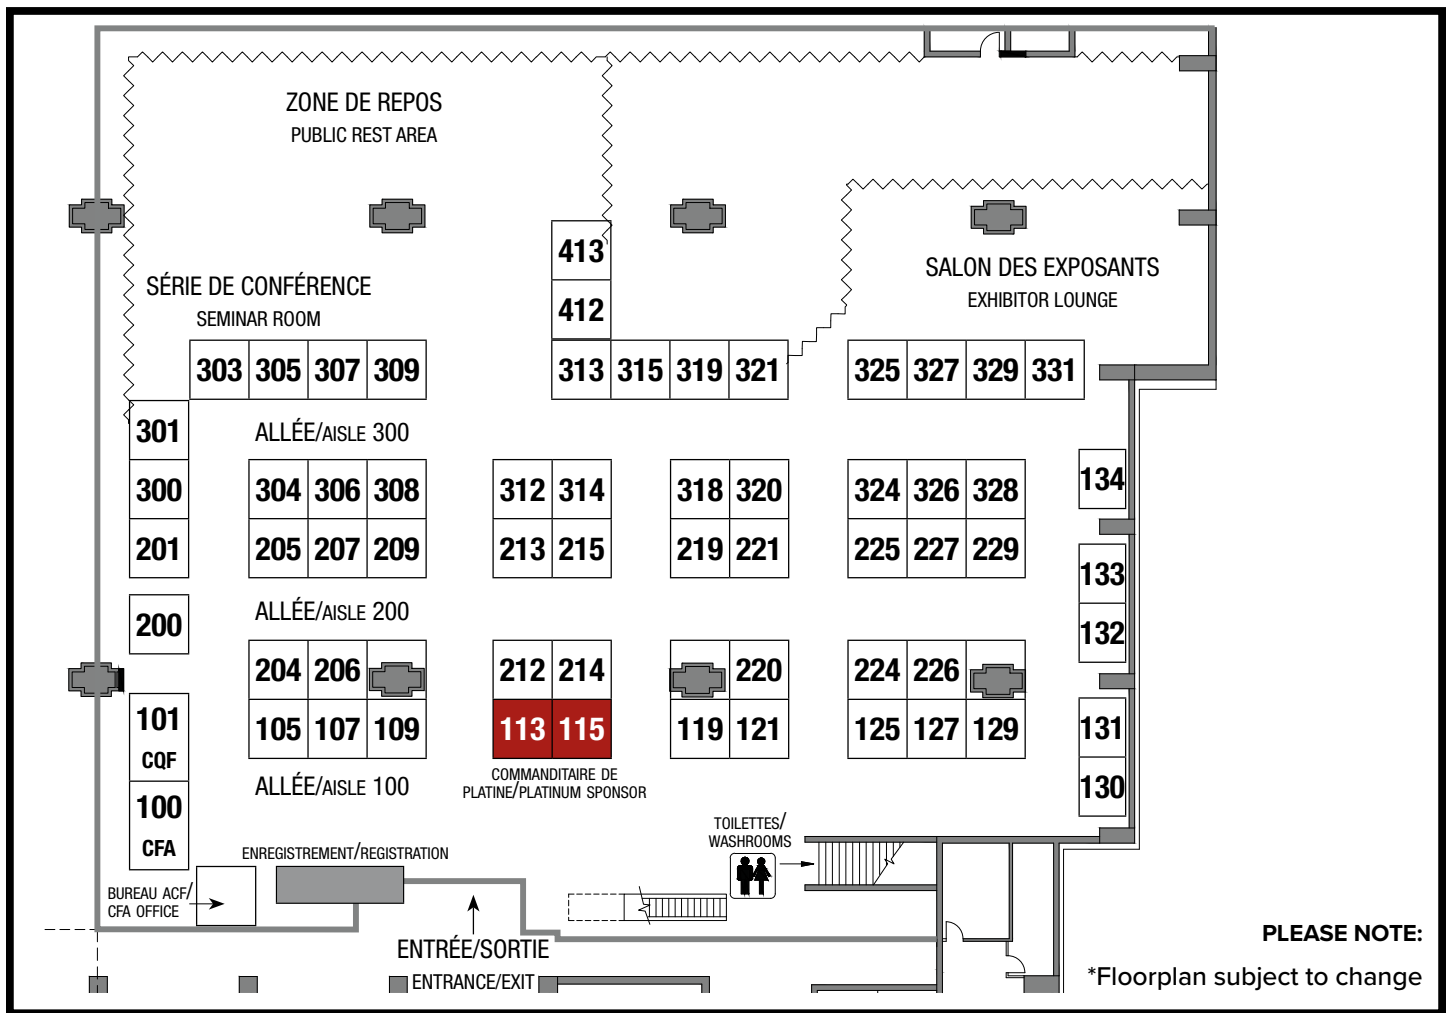 ZONE DE REPOS
PUBLIC REST AREA
413
SALON DES EXPOSANTS
EXHIBITOR LOUNGE
SÉRIE DE CONFÉRENCE
SEMINAR ROOM
412
303 305 307 309 313 315 319 321 325 327 329 331
301
ALLÉE/AISLE 300
300 304 306 308 312 314 318 320 324 326 328 134
201 205 207 209 213 215 219 221 225 227 229 133
200
ALLÉE/AISLE 200
132
204 206 212 214 220 224 226
101
CQF
105 107 109 113 115 119 121 125 127 129 131
COMMANDITAIRE DE
PLATINE/PLATINUM SPONSOR
ALLÉE/AISLE 100
130
100
CFA
TOILETTES/
WASHROOMS
ENREGISTREMENT/REGISTRATION
BUREAU ACF/
CFA OFFICE
ENTRÉE/SORTIE
ENTRANCE/EXIT
PLEASE NOTE:
*Floorplan subject to change